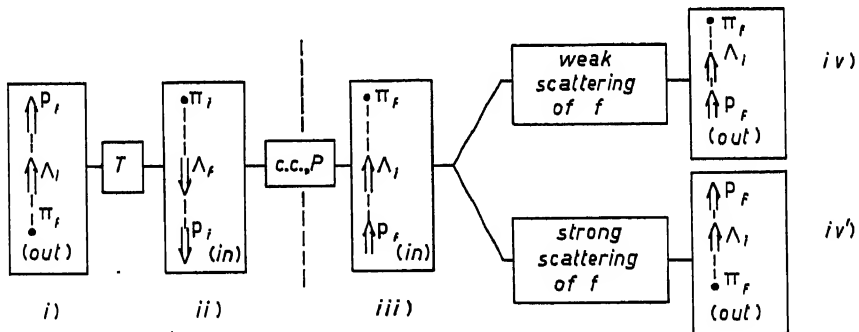 P_f
Λ_i
π_f
(out)
i)
T
π_i
Λ_f
P_i
(in)
ii)
c.c., P
π_f
Λ_i
P_f
(in)
iii)
weak
scattering
of f
π_f
Λ_i
P_f
(out)
iv)
strong
scattering
of f
P_f
Λ_i
π_f
(out)
iv')